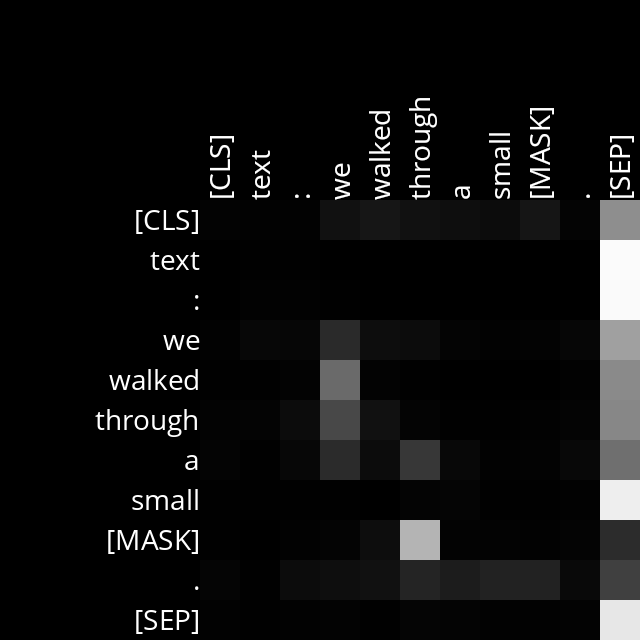 [CLS] text : we walked through a small [MASK] . [SEP]
[CLS]
text
:
we
walked
through
a
small
[MASK]
.
[SEP]